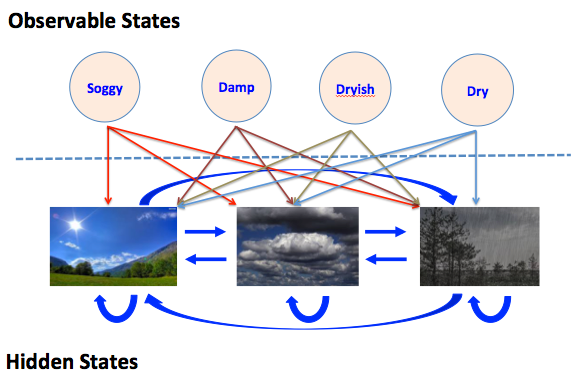 Observable States
Soggy
Damp
Dryish
Dry
Hidden States